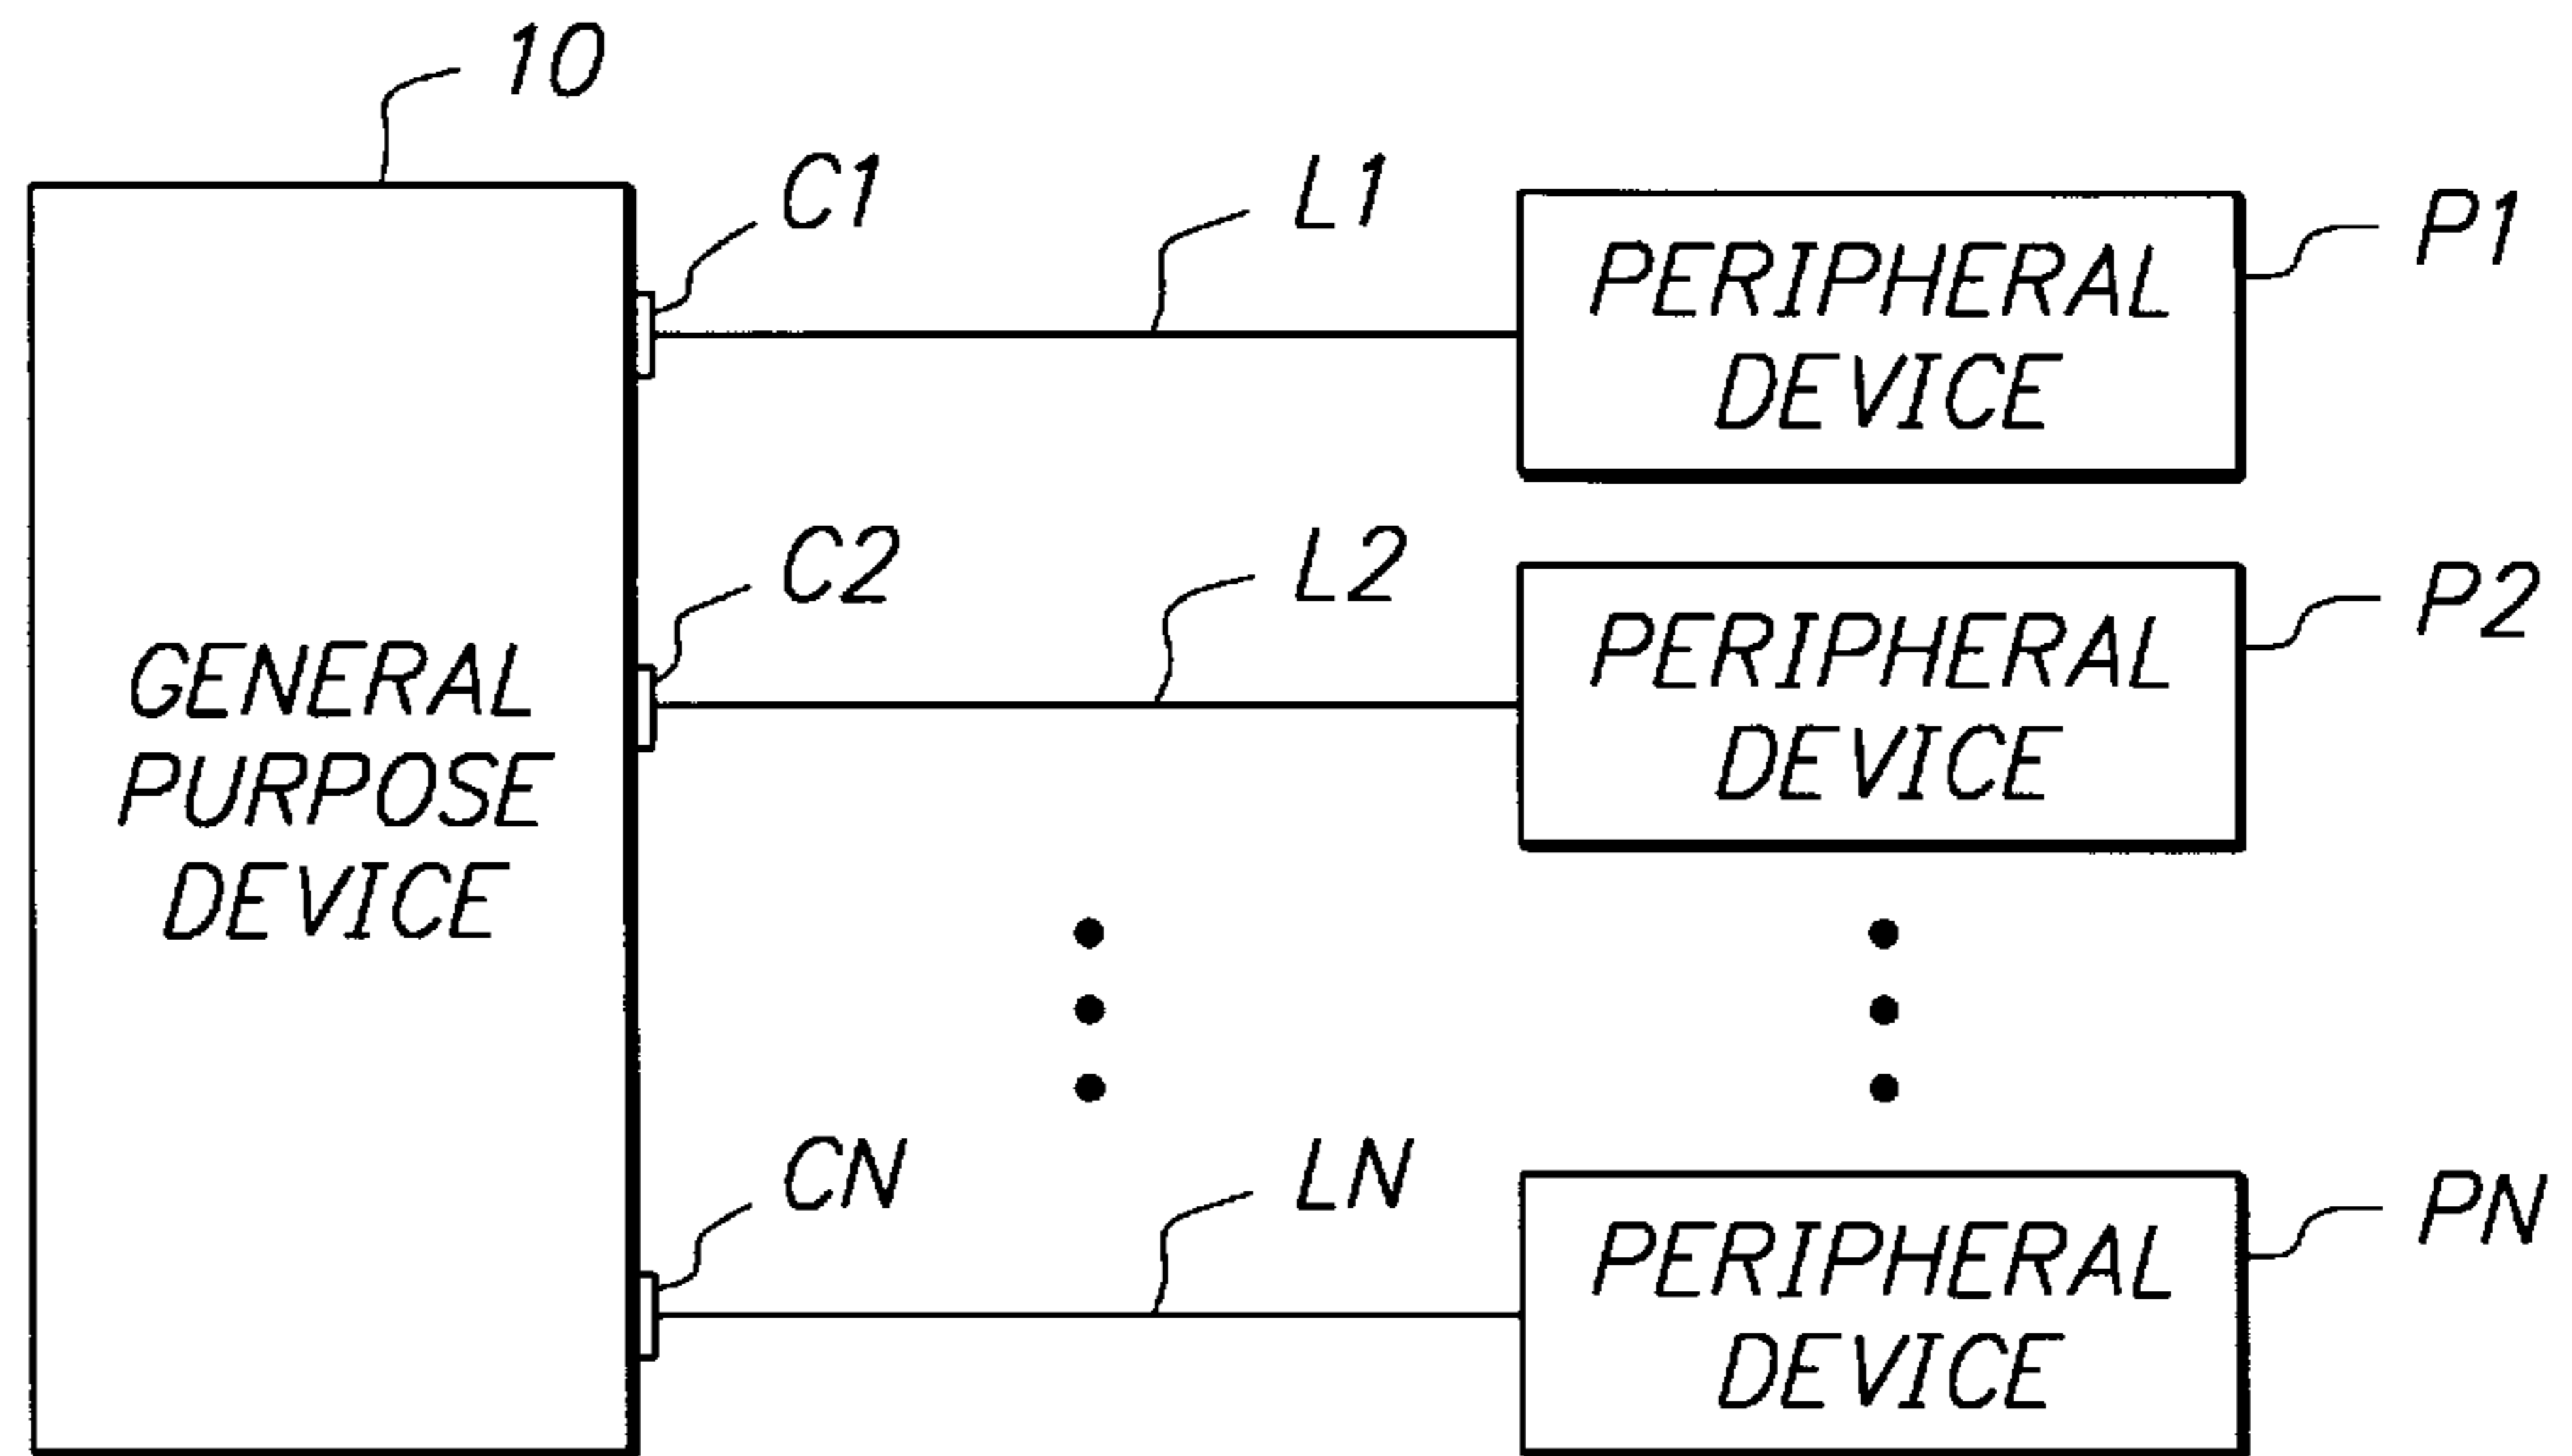 10
C1
L1
P1
PERIPHERAL
DEVICE
C2
L2
P2
PERIPHERAL
DEVICE
GENERAL
PURPOSE
DEVICE
CN
LN
PN
PERIPHERAL
DEVICE